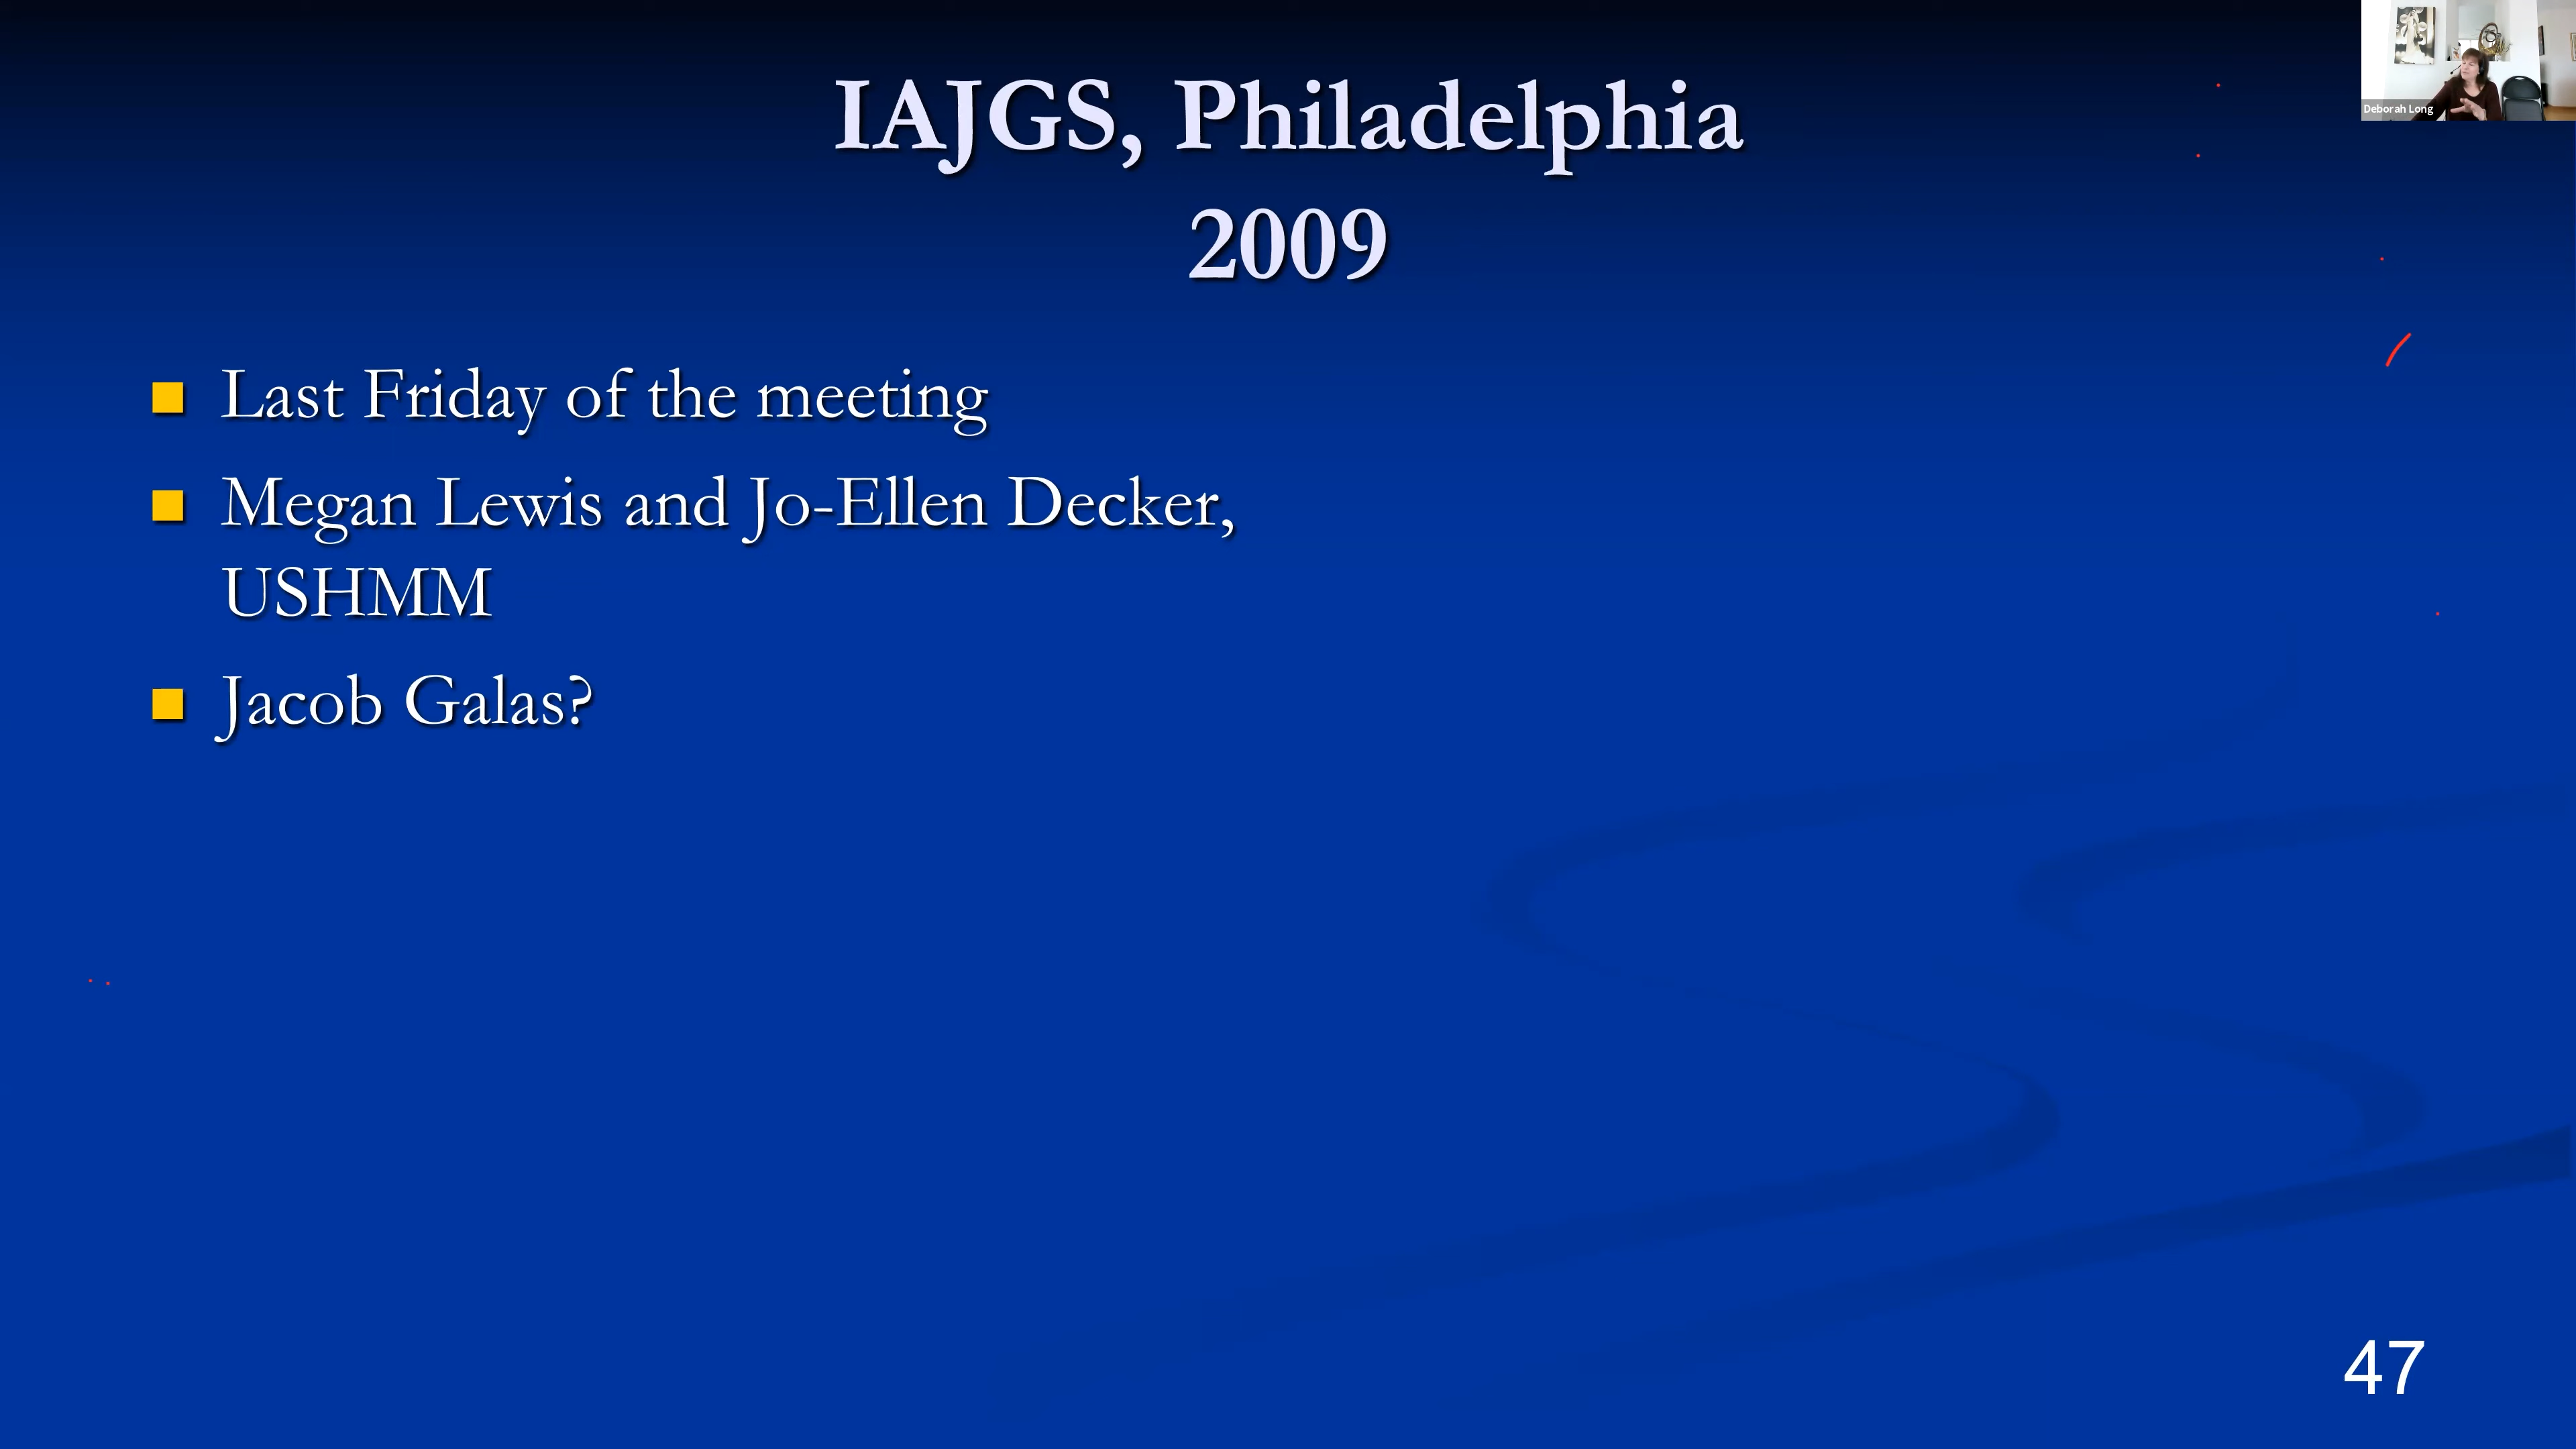 IAJGS, Philadelphia
2009
Deborah Long
Last Friday of the meeting
Megan Lewis and Jo-Ellen Decker,
USHMM
Jacob Galas?
47